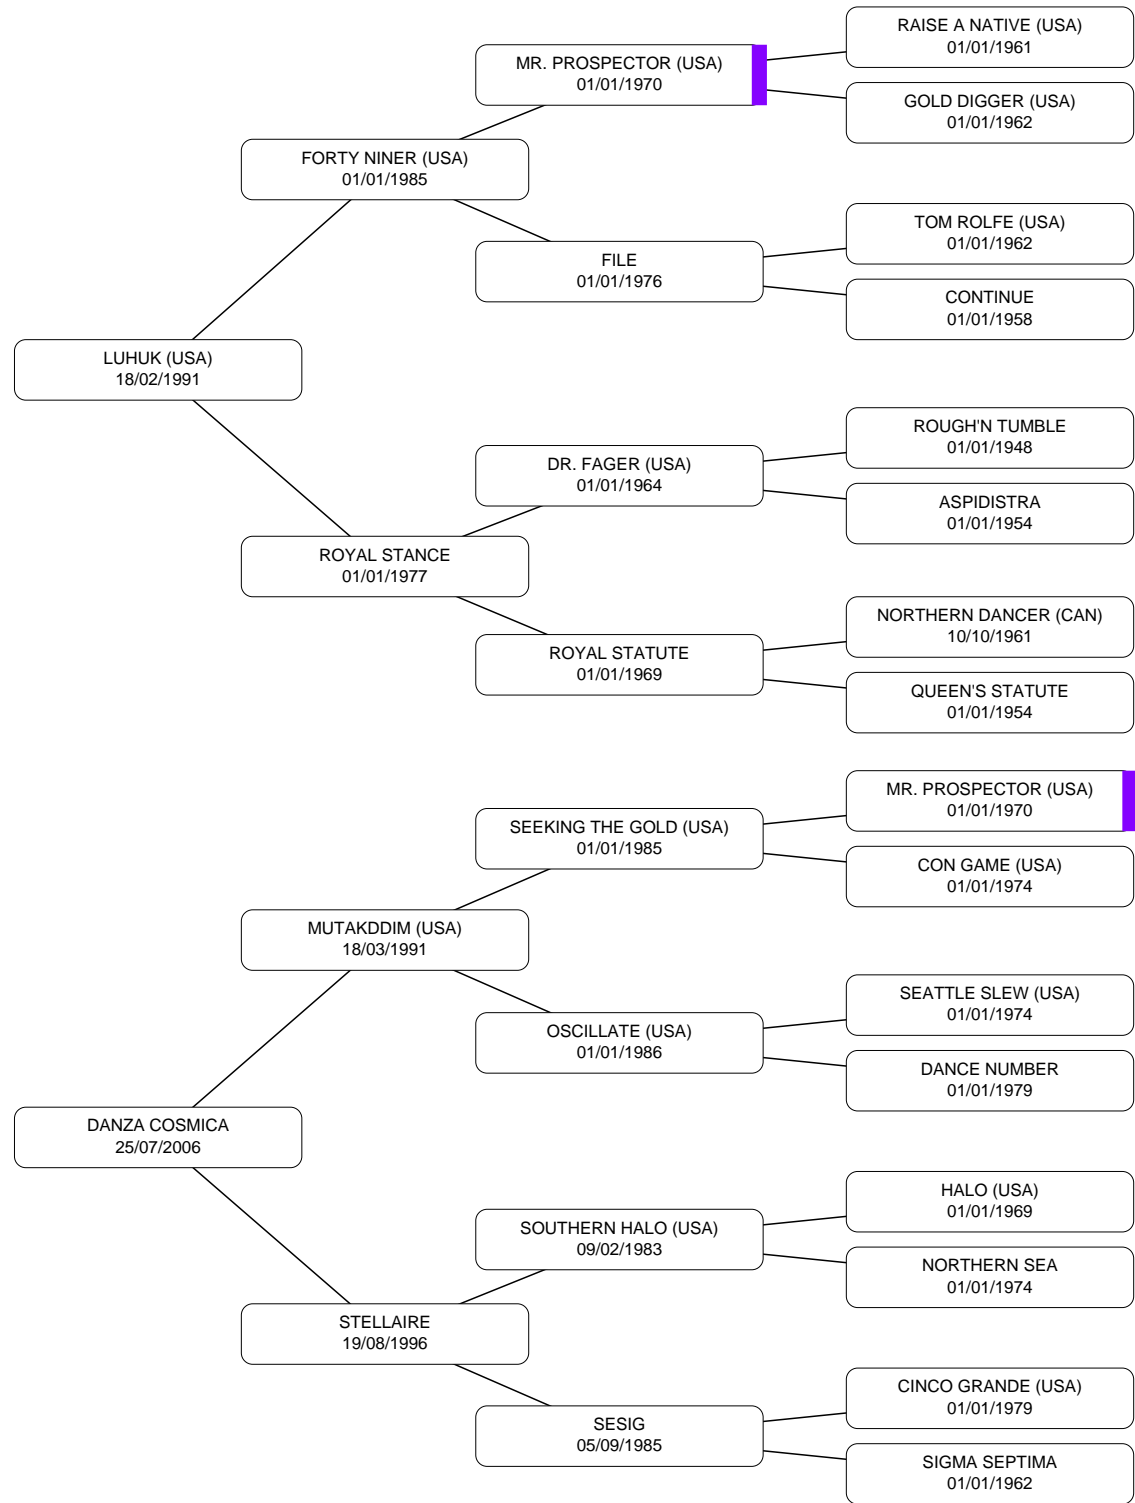 RAISE A NATIVE (USA)
01/01/1961
MR. PROSPECTOR (USA)
01/01/1970
GOLD DIGGER (USA)
01/01/1962
FORTY NINER (USA)
01/01/1985
TOM ROLFE (USA)
01/01/1962
FILE
01/01/1976
CONTINUE
01/01/1958
LUHUK (USA)
18/02/1991
ROUGH'N TUMBLE
01/01/1948
DR. FAGER (USA)
01/01/1964
ASPIDISTRA
01/01/1954
ROYAL STANCE
01/01/1977
NORTHERN DANCER (CAN)
10/10/1961
ROYAL STATUTE
01/01/1969
QUEEN'S STATUTE
01/01/1954
MR. PROSPECTOR (USA)
01/01/1970
SEEKING THE GOLD (USA)
01/01/1985
CON GAME (USA)
01/01/1974
MUTAKDDIM (USA)
18/03/1991
SEATTLE SLEW (USA)
01/01/1974
OSCILLATE (USA)
01/01/1986
DANCE NUMBER
01/01/1979
DANZA COSMICA
25/07/2006
HALO (USA)
01/01/1969
SOUTHERN HALO (USA)
09/02/1983
NORTHERN SEA
01/01/1974
STELLAIRE
19/08/1996
CINCO GRANDE (USA)
01/01/1979
SESIG
05/09/1985
SIGMA SEPTIMA
01/01/1962